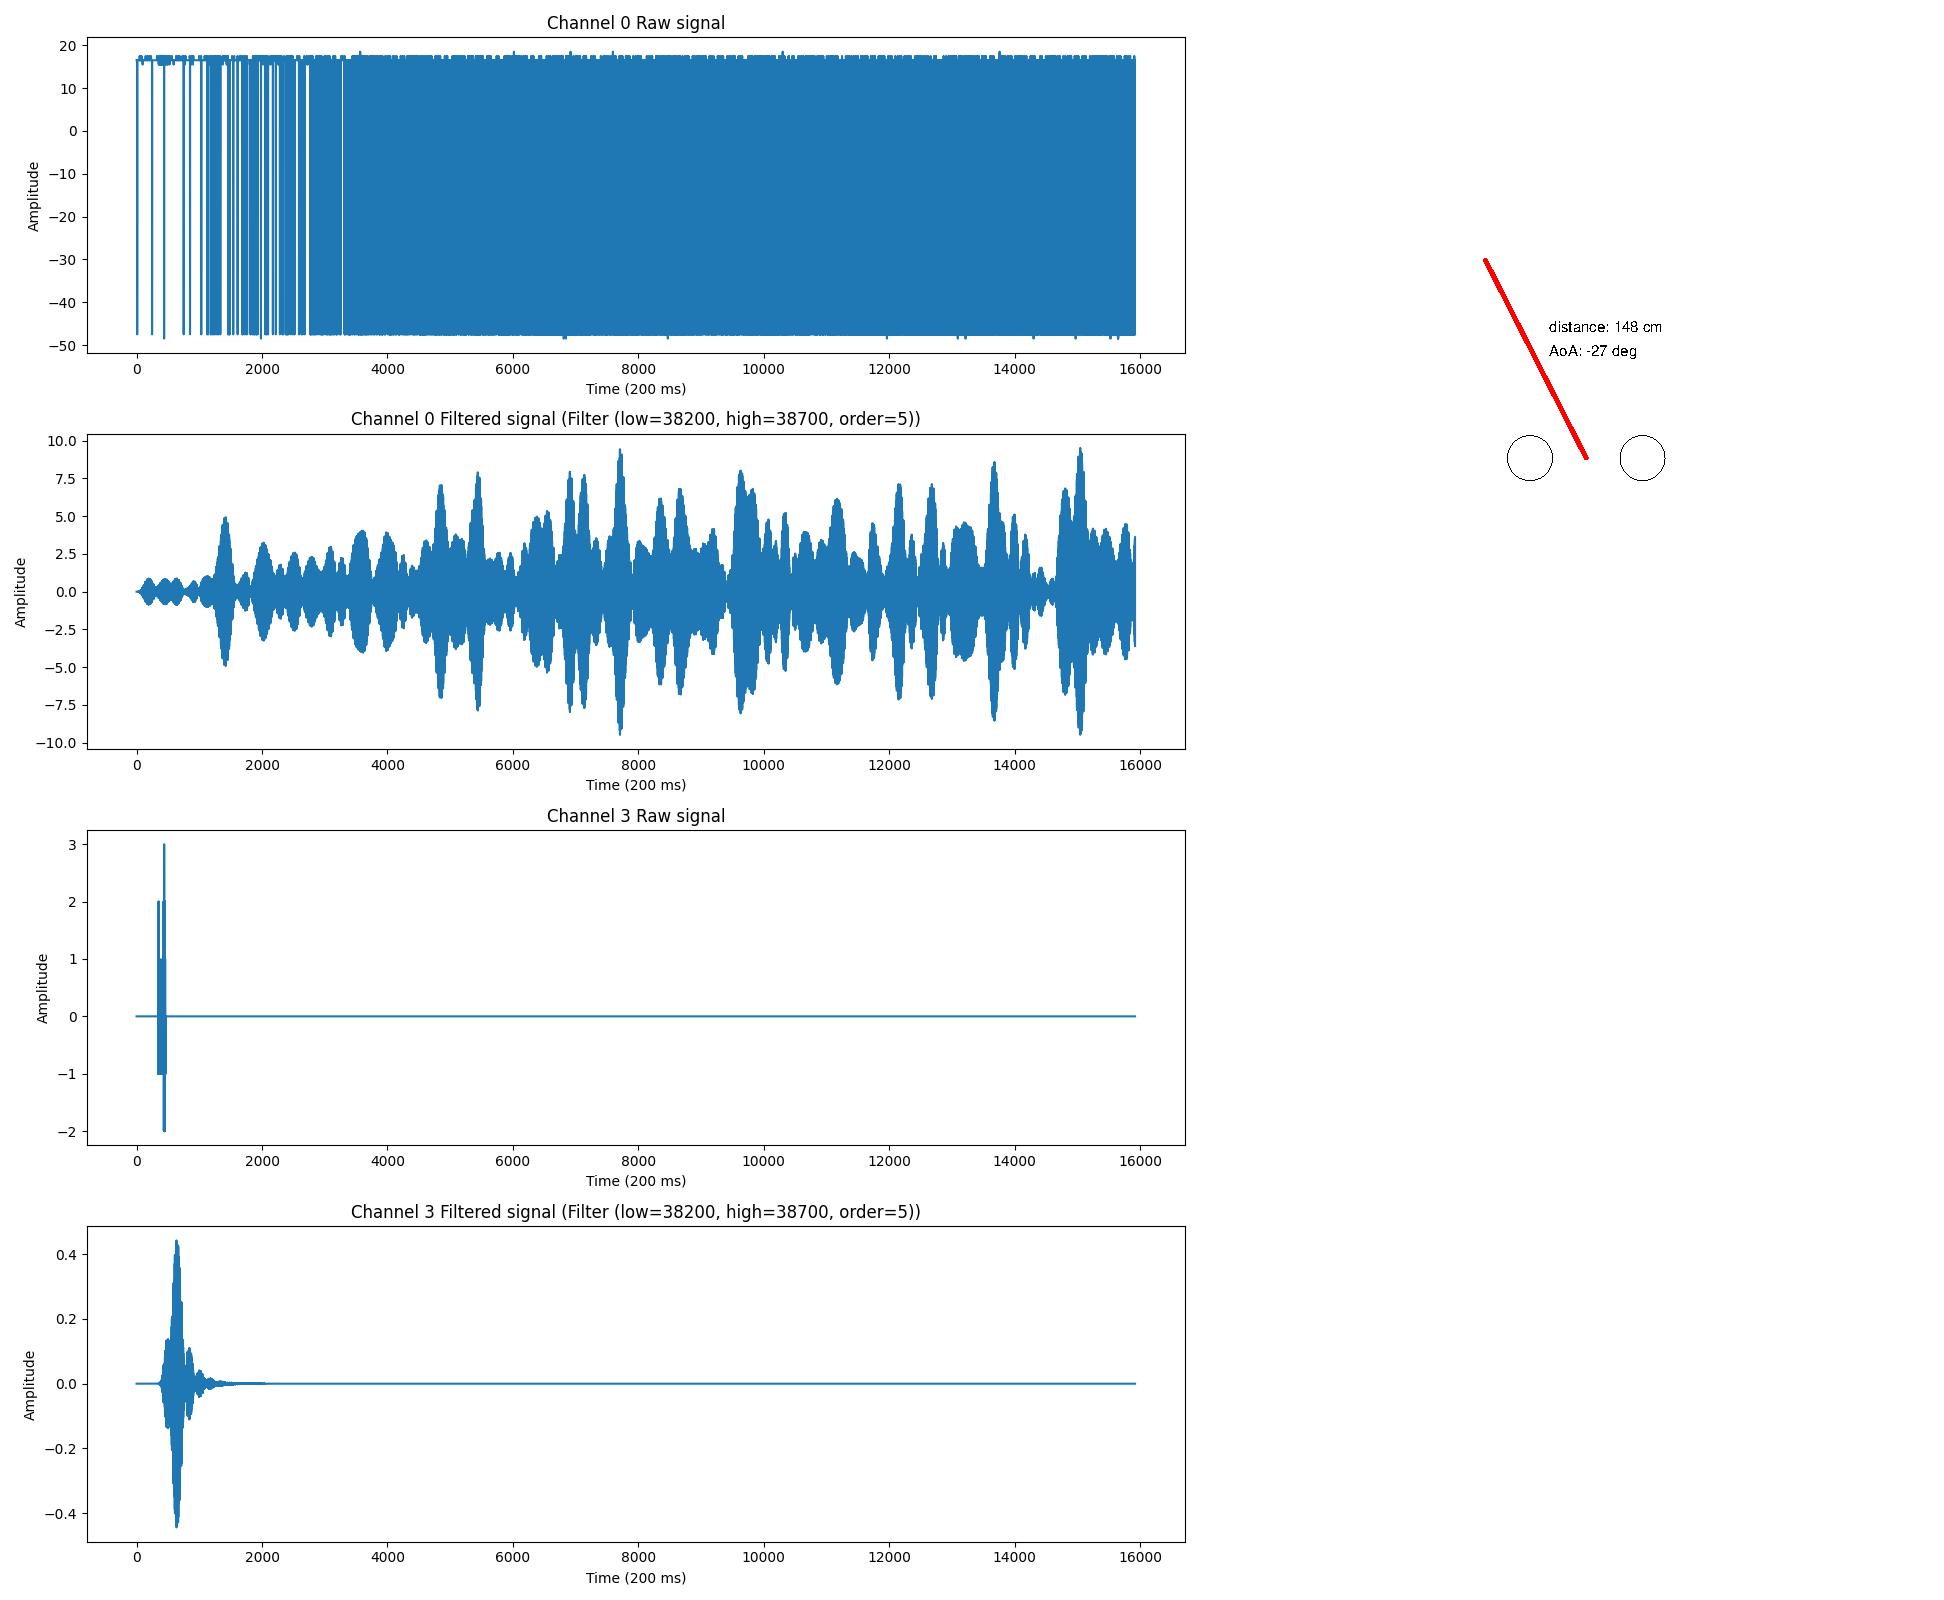 Channel 0 Raw signal
20
10
0
−10
−20
−30
−40
−50
Amplitude
0 2000 4000 6000 8000 10000 12000 14000 16000
Time (200 ms)
distance: 148 cm
AoA: -27 deg
Channel 0 Filtered signal (Filter (low=38200, high=38700, order=5))
10.0
7.5
5.0
2.5
0.0
−2.5
−5.0
−7.5
−10.0
Amplitude
0 2000 4000 6000 8000 10000 12000 14000 16000
Time (200 ms)
Channel 3 Raw signal
3
2
1
0
−1
−2
Amplitude
0 2000 4000 6000 8000 10000 12000 14000 16000
Time (200 ms)
Channel 3 Filtered signal (Filter (low=38200, high=38700, order=5))
0.4
0.2
0.0
−0.2
−0.4
Amplitude
0 2000 4000 6000 8000 10000 12000 14000 16000
Time (200 ms)